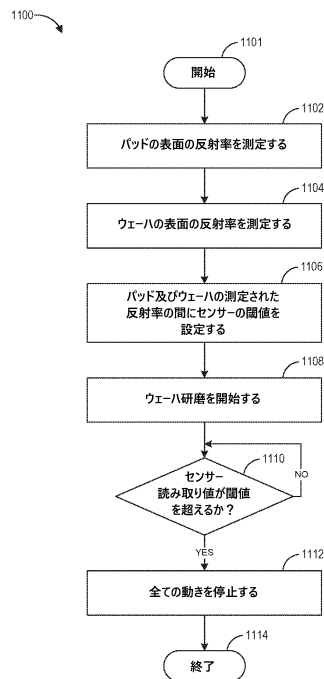 1100
1101
開始
1102
パッドの表面の反射率を測定する
1104
ウェーハの表面の反射率を測定する
1106
パッド及びウェーハの測定された
反射率の間にセンサーの閾値を
設定する
1108
ウェーハ研磨を開始する
1110
センサー
読み取り値が閾値
を超えるか？
NO
YES
1112
全ての動きを停止する
1114
終了